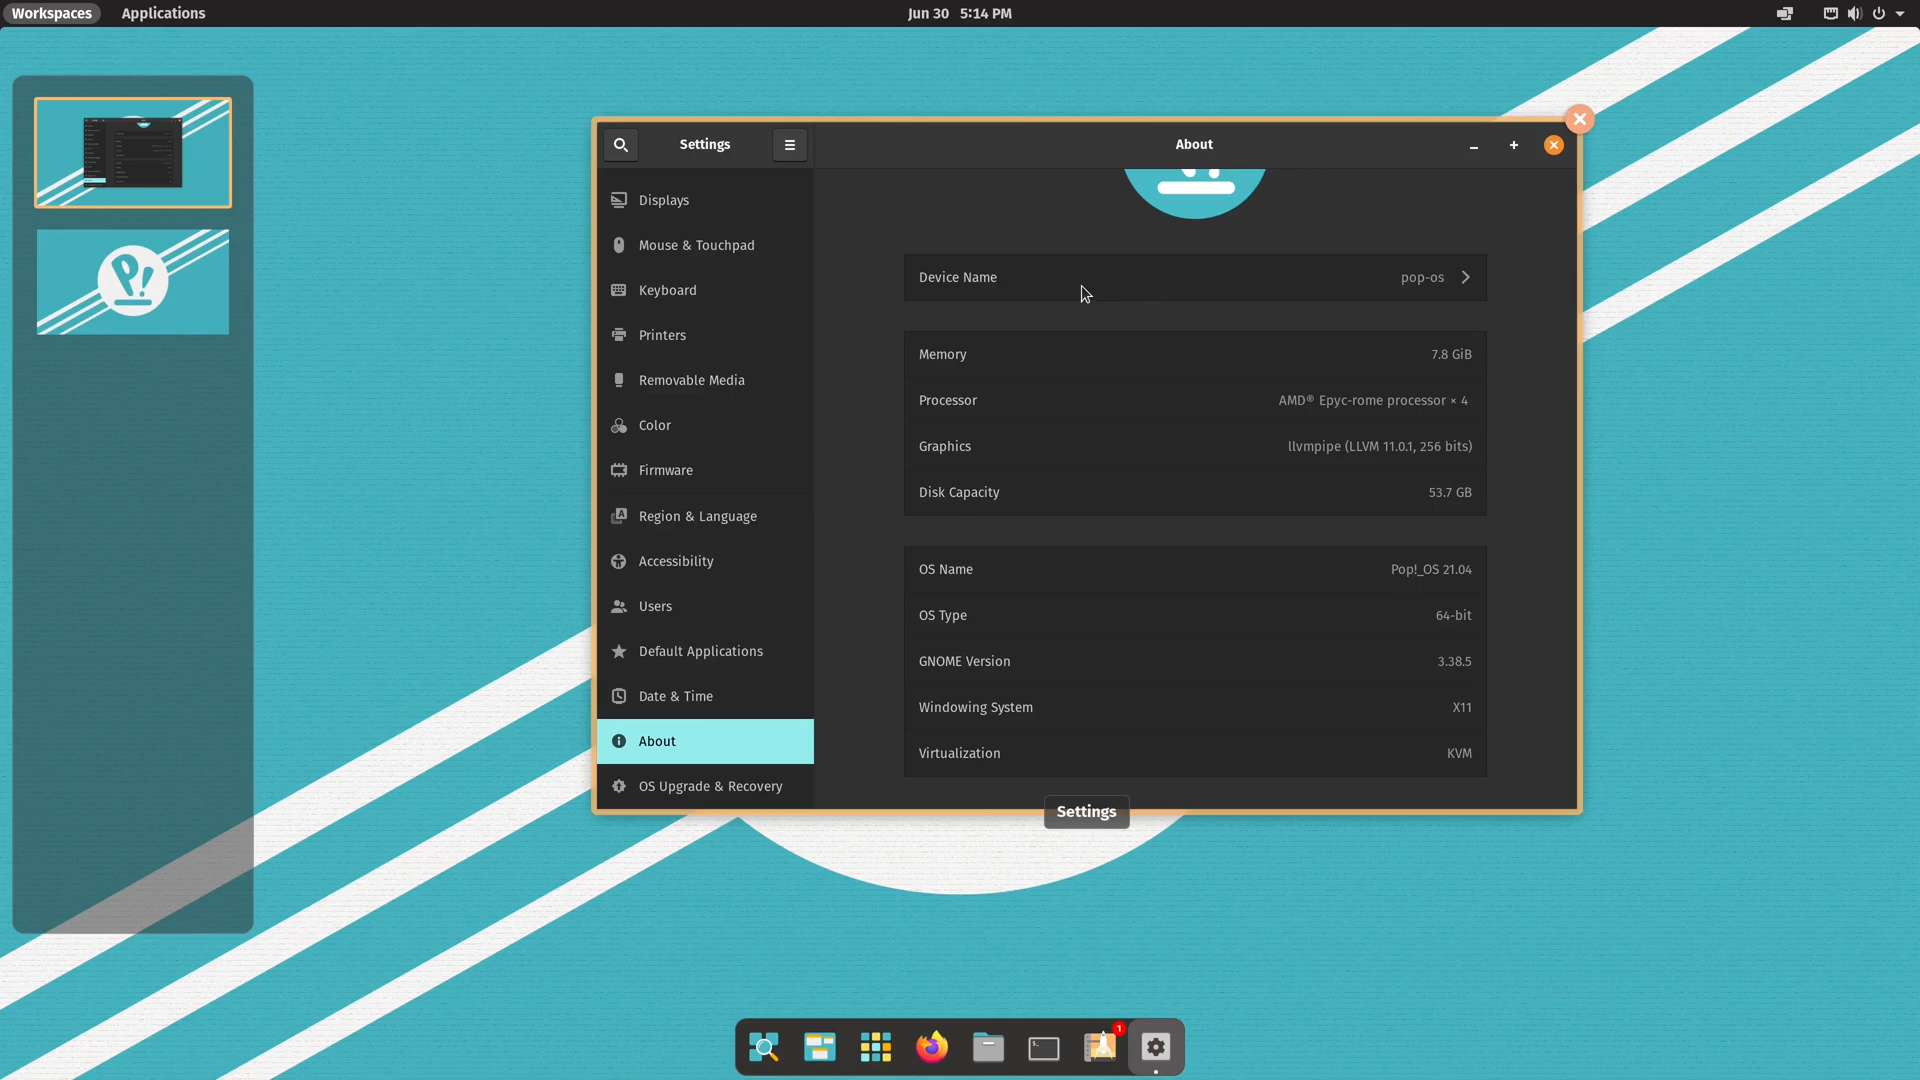 Workspaces
Applications
Jun 30 5:14 PM
Settings
About
Displays
Mouse & Touchpad
Keyboard
Printers
Removable Media
Color
Firmware
Region & Language
Accessibility
Users
Default Applications
Date & Time
About
OS Upgrade & Recovery
Device Name pop-os
Memory 7.8 GiB
Processor AMD® Epyc-rome processor × 4
Graphics llvmpipe (LLVM 11.0.1, 256 bits)
Disk Capacity 53.7 GB
OS Name Pop!_OS 21.04
OS Type 64-bit
GNOME Version 3.38.5
Windowing System X11
Virtualization KVM
Settings
P!
1